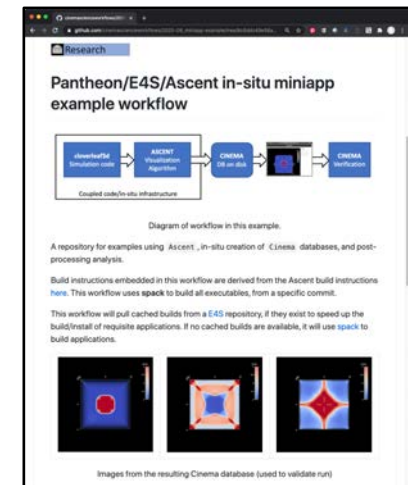 Research
Pantheon/E4S/Ascent in-situ miniapp
example workflow
cloverleaf3d
Simulation code
ASCENT
Visualization
Algorithm
CINEMA
DB on disk
CINEMA
Verification
Coupled code/in-situ infrastructure
Diagram of workflow in this example.
A repository for examples using Ascent, in-situ creation of Cinema databases, and post-
processing analysis.
Build instructions embedded in this workflow are derived from the Ascent build instructions
here. This workflow uses spack to build all executables, from a specific commit.
This workflow will pull cached builds from a E4S repository, if they exist to speed up the
build/install of requisite applications. If no cached builds are available, it will use spack to
build applications.
Images from the resulting Cinema database (used to validate run)